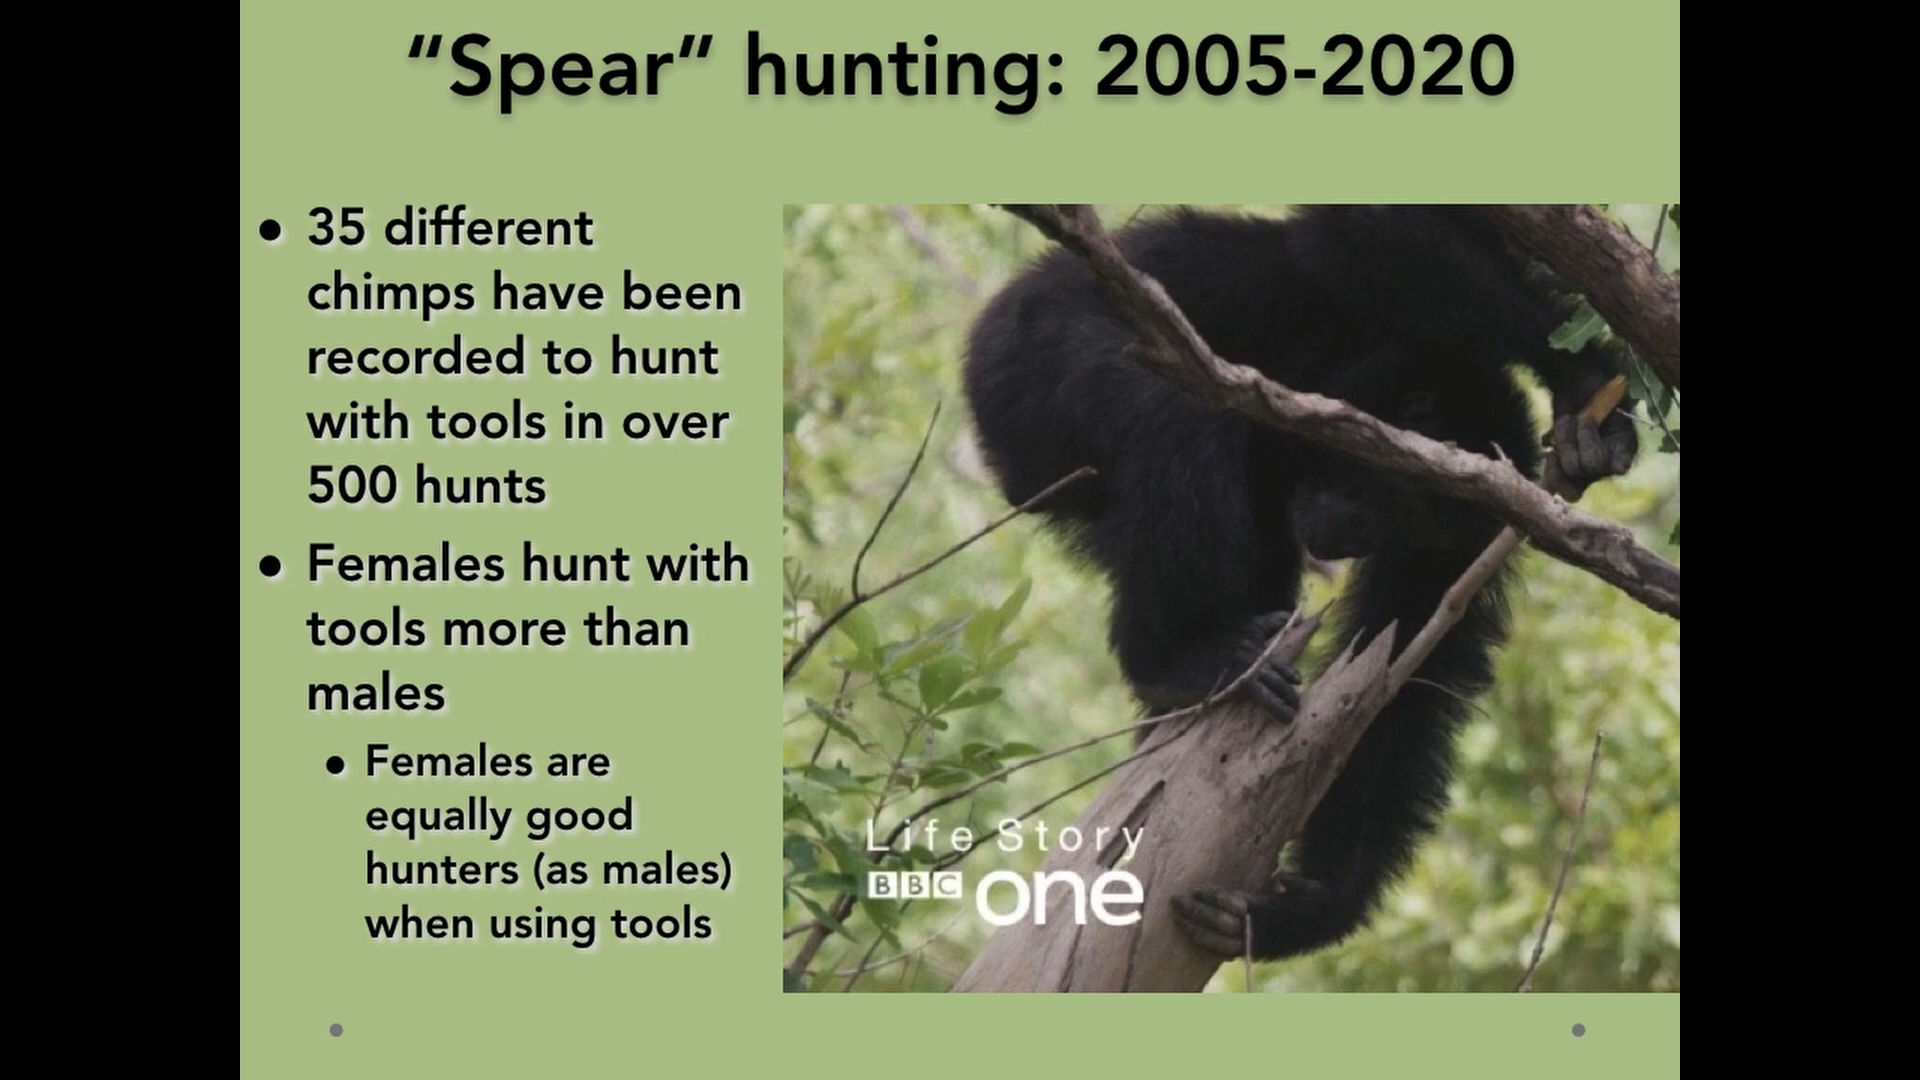 “Spear” hunting: 2005-2020
• 35 different
chimps have been
recorded to hunt
with tools in over
500 hunts
• Females hunt with
tools more than
males
• Females are
equally good
hunters (as males)
when using tools
Life Story
BBC one